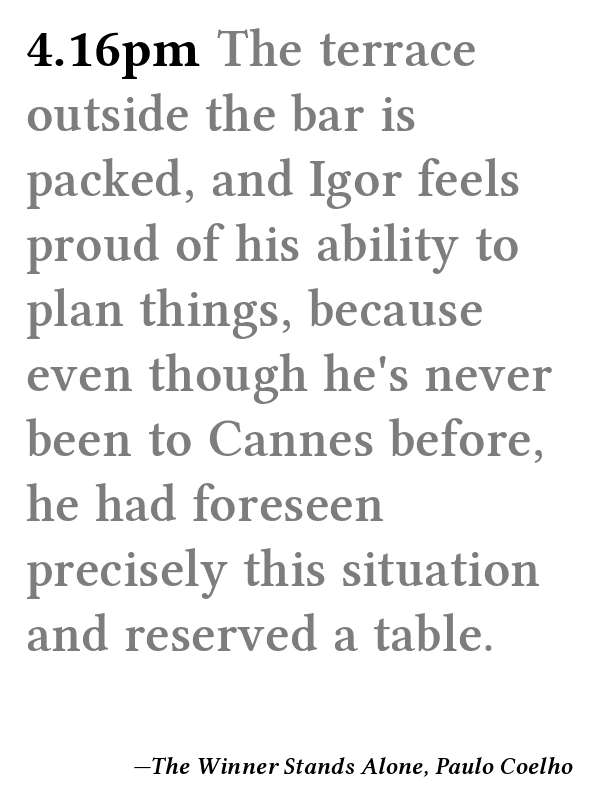 4.16pm The terrace
outside the bar is
packed, and Igor feels
proud of his ability to
plan things, because
even though he's never
been to Cannes before,
he had foreseen
precisely this situation
and reserved a table.
—The Winner Stands Alone, Paulo Coelho